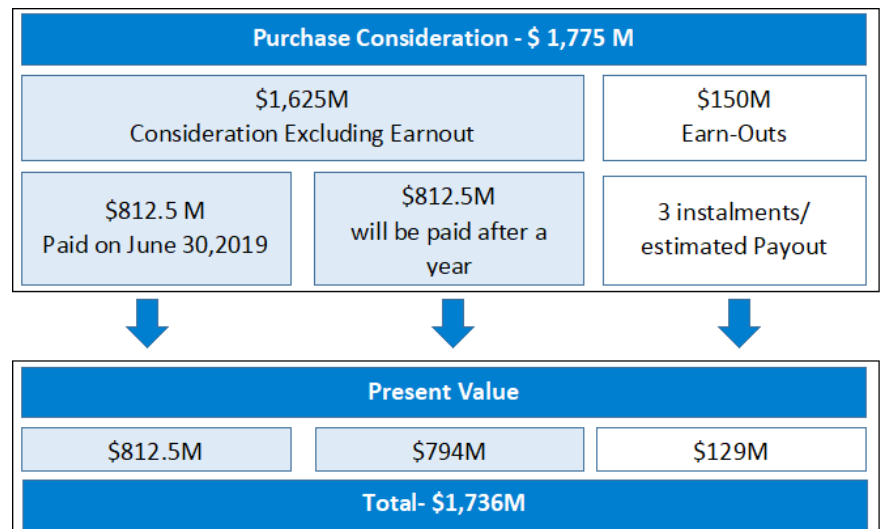 Purchase Consideration - $ 1,775 M
$1,625M
Consideration Excluding Earnout
$150M
Earn-Outs
$812.5 M
Paid on June 30,2019
$812.5M
will be paid after a
year
3 instalments/
estimated Payout
Present Value
$812.5M
$794M
$129M
Total- $1,736M